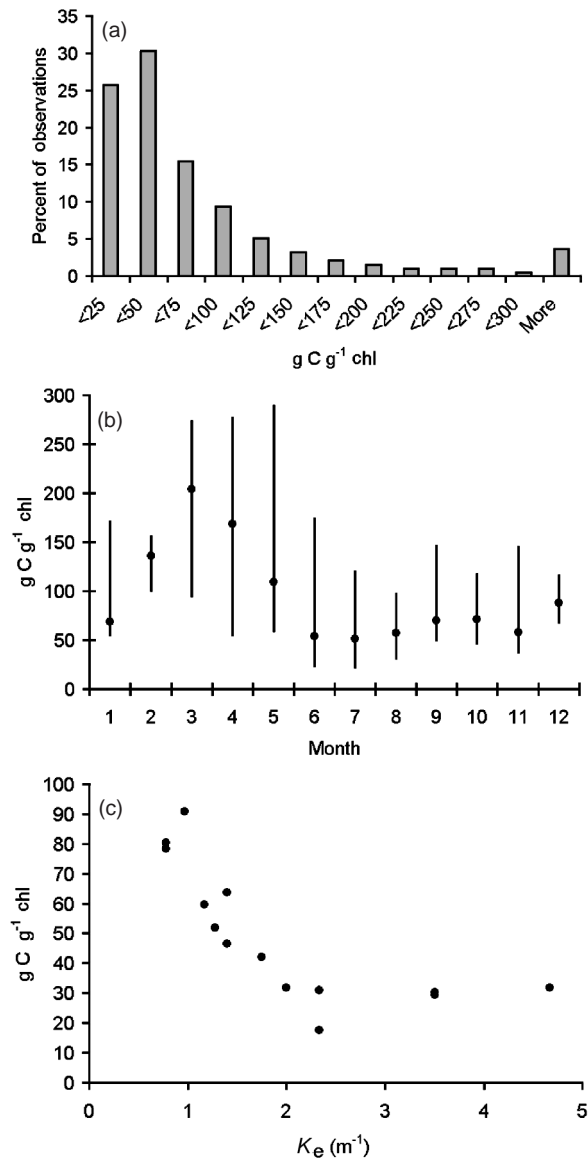 (a)
Percent of observations
35
30
25
20
15
10
5
0
<25 <50 <75 <100 <125 <150 <175 <200 <225 <250 <275 <300 More
g C g⁻¹ chl
(b)
g C g⁻¹ chl
300
250
200
150
100
50
0
1 2 3 4 5 6 7 8 9 10 11 12
Month
(c)
g C g⁻¹ chl
100
90
80
70
60
50
40
30
20
10
0
0 1 2 3 4 5
Ke (m⁻¹)